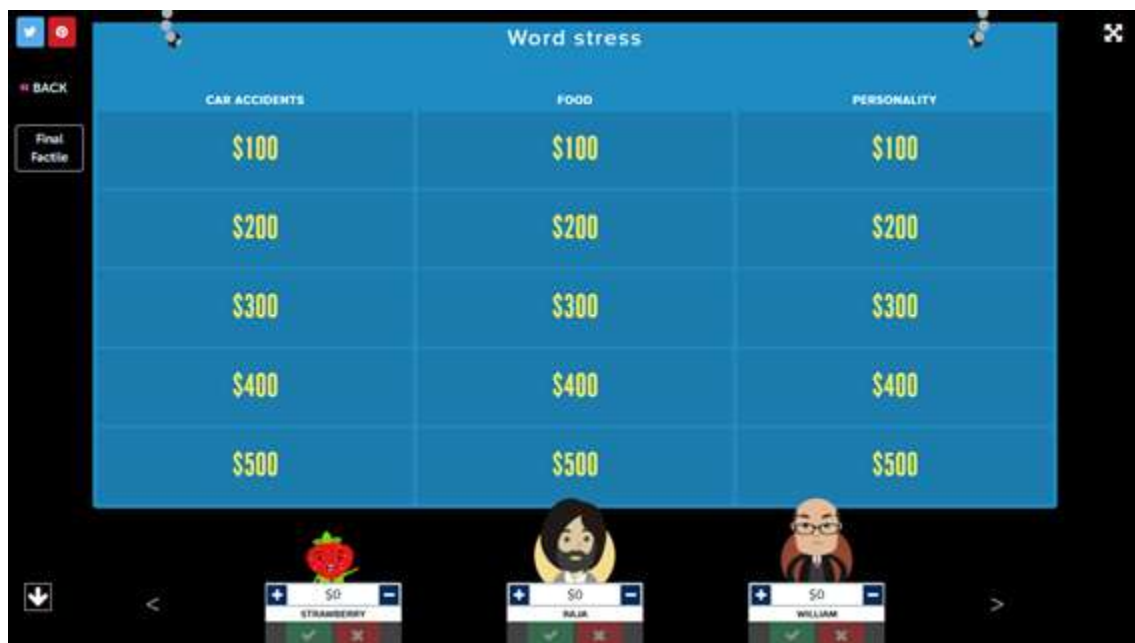 Word stress
« BACK
CAR ACCIDENTS FOOD PERSONALITY
Final
Factile
$100 $100 $100
$200 $200 $200
$300 $300 $300
$400 $400 $400
$500 $500 $500
$0 $0 $0
STRAWBERRY RAJA WILLIAM